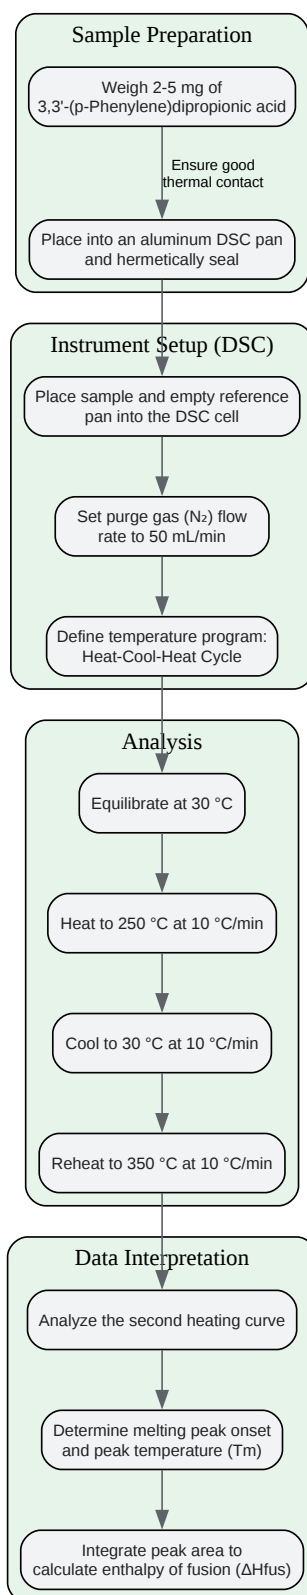 Sample Preparation
Weigh 2-5 mg of
3,3'-(p-Phenylene)dipropionic acid
Ensure good
thermal contact
Place into an aluminum DSC pan
and hermetically seal
Instrument Setup (DSC)
Place sample and empty reference
pan into the DSC cell
Set purge gas (N₂) flow
rate to 50 mL/min
Define temperature program:
Heat-Cool-Heat Cycle
Analysis
Equilibrate at 30 °C
Heat to 250 °C at 10 °C/min
Cool to 30 °C at 10 °C/min
Reheat to 350 °C at 10 °C/min
Data Interpretation
Analyze the second heating curve
Determine melting peak onset
and peak temperature (Tm)
Integrate peak area to
calculate enthalpy of fusion (ΔHfus)